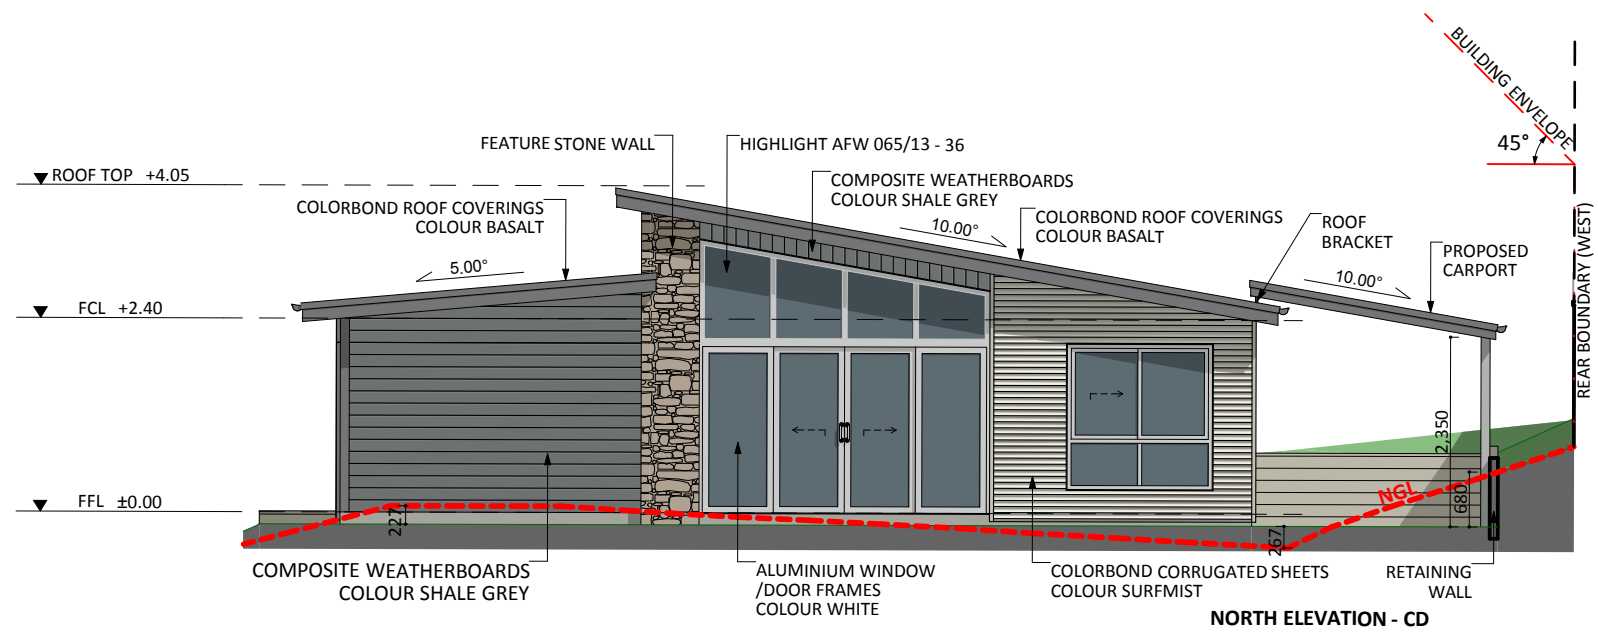 BUILDING ENVELOPE
45°
FEATURE STONE WALL
HIGHLIGHT AFW 065/13 - 36
ROOF TOP +4.05
COMPOSITE WEATHERBOARDS
COLOUR SHALE GREY
COLORBOND ROOF COVERINGS
COLOUR BASALT
COLORBOND ROOF COVERINGS
COLOUR BASALT
ROOF
BRACKET
PROPOSED
CARPORT
REAR BOUNDARY (WEST)
10.00°
5.00°
10.00°
FCL +2.40
2,350
FFL ±0.00
NGL
680
227
267
COMPOSITE WEATHERBOARDS
COLOUR SHALE GREY
ALUMINIUM WINDOW
/DOOR FRAMES
COLOUR WHITE
COLORBOND CORRUGATED SHEETS
COLOUR SURFMIST
RETAINING
WALL
NORTH ELEVATION - CD